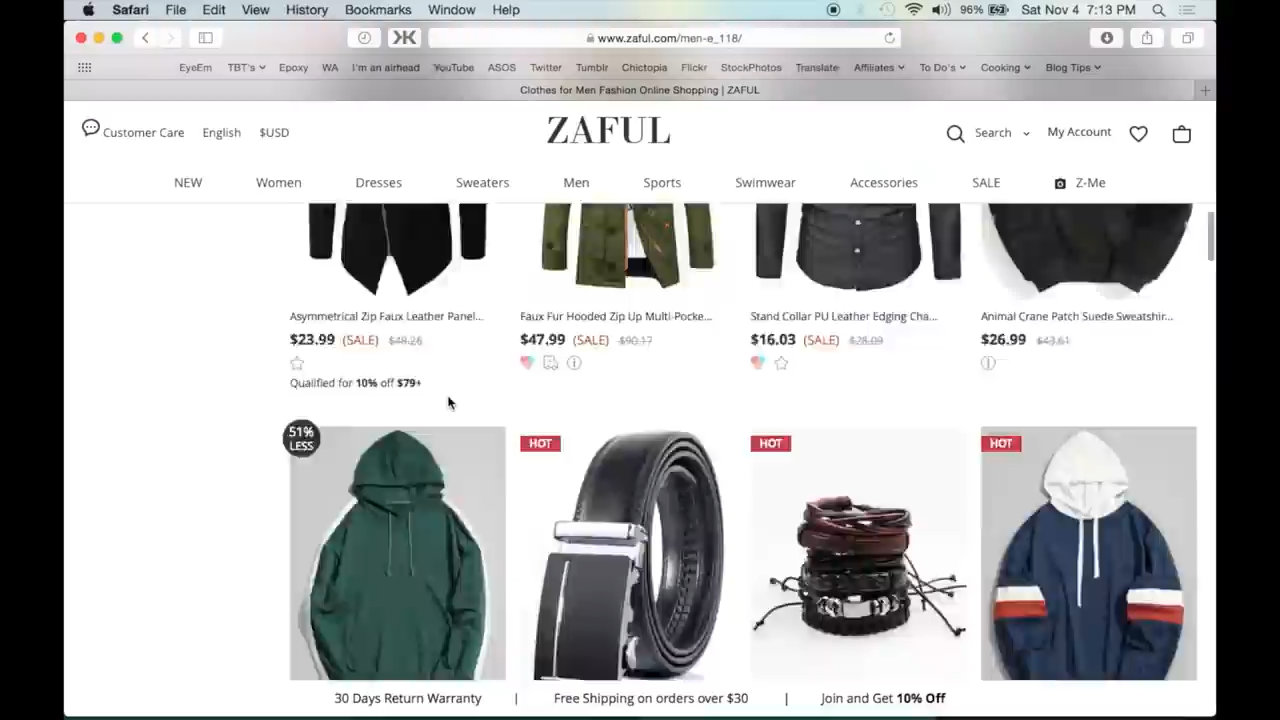 Safari File Edit View History Bookmarks Window Help 96% Sat Nov 4 7:13 PM
www.zaful.com/men-e_118/
EyeEm TBT's Epoxy WA I'm an airhead YouTube ASOS Twitter Tumblr Chictopia Flickr StockPhotos Translate Affiliates To Do's Cooking Blog Tips
Clothes for Men Fashion Online Shopping | ZAFUL
Customer Care English $USD ZAFUL Search My Account
NEW Women Dresses Sweaters Men Sports Swimwear Accessories SALE Z-Me
Asymmetrical Zip Faux Leather Panel... Faux Fur Hooded Zip Up Multi-Pocke... Stand Collar PU Leather Edging Cha... Animal Crane Patch Suede Sweatshir...
$23.99 (SALE) $48.26 $47.99 (SALE) $90.17 $16.03 (SALE) $28.09 $26.99 (SALE) $43.61
Qualified for 10% off $79+
51% LESS HOT HOT HOT
30 Days Return Warranty | Free Shipping on orders over $30 | Join and Get 10% Off